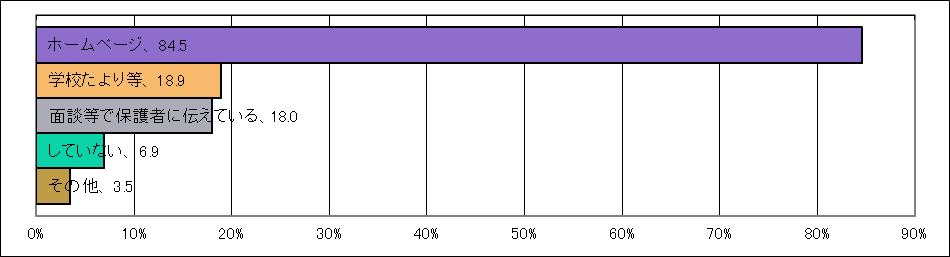 ホームページ、84.5
学校たより等、18.9
面談等で保護者に伝えている、18.0
していない、6.9
その他、3.5
0% 10% 20% 30% 40% 50% 60% 70% 80% 90%